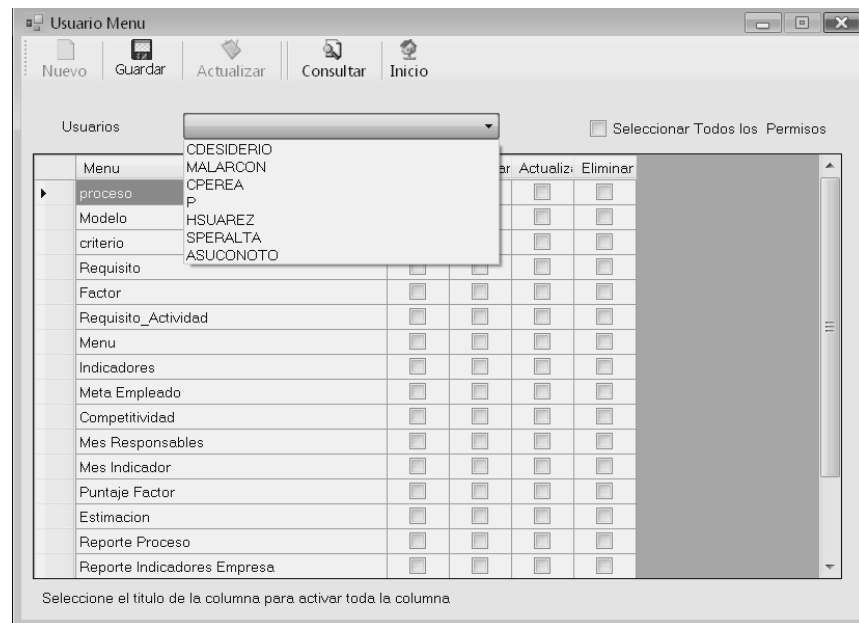 Usuario Menu
Nuevo Guardar Actualizar Consultar Inicio
Usuarios Seleccionar Todos los Permisos
CDESIDERIO
MALARCON
CPEREA
P
HSUAREZ
SPERALTA
ASUCONOTO
Menu ar Actualiza Eliminar
proceso
Modelo
criterio
Requisito
Factor
Requisito_Actividad
Menu
Indicadores
Meta Empleado
Competitividad
Mes Responsables
Mes Indicador
Puntaje Factor
Estimacion
Reporte Proceso
Reporte Indicadores Empresa
Seleccione el titulo de la columna para activar toda la columna